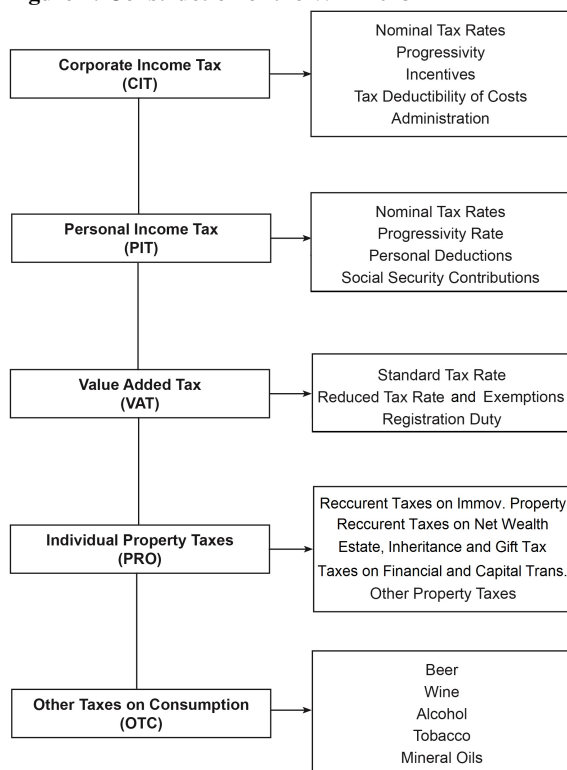 Corporate Income Tax
(CIT)
Nominal Tax Rates
Progressivity
Incentives
Tax Deductibility of Costs
Administration
Personal Income Tax
(PIT)
Nominal Tax Rates
Progressivity Rate
Personal Deductions
Social Security Contributions
Value Added Tax
(VAT)
Standard Tax Rate
Reduced Tax Rate and Exemptions
Registration Duty
Individual Property Taxes
(PRO)
Reccurent Taxes on Immov. Property
Reccurent Taxes on Net Wealth
Estate, Inheritance and Gift Tax
Taxes on Financial and Capital Trans.
Other Property Taxes
Other Taxes on Consumption
(OTC)
Beer
Wine
Alcohol
Tobacco
Mineral Oils